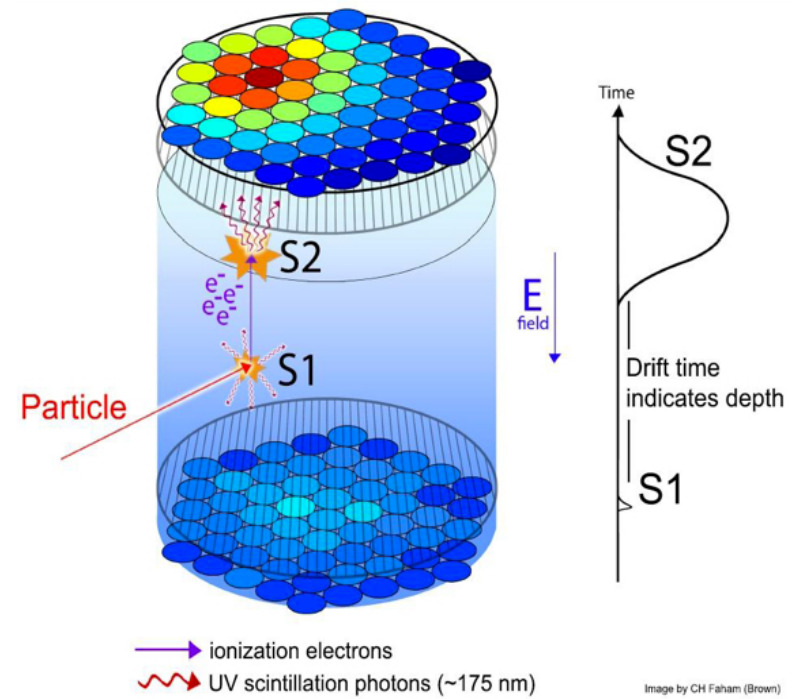 Time
S2
S2
e-
e-
e-
e-
E
field
S1
Drift time
indicates depth
Particle
S1
ionization electrons
UV scintillation photons (~175 nm)
Image by CH Faham (Brown)